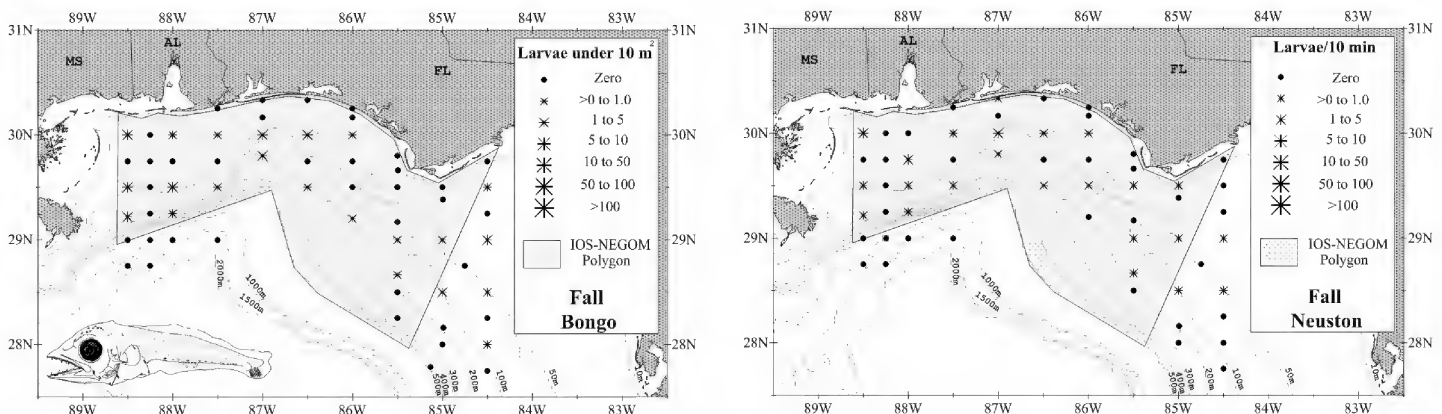 89W 88W 87W 86W 85W 84W 83W
31N
30N
29N
28N
MS
AL
FL
Larvae under 10 m²
Zero
>0 to 1.0
1 to 5
5 to 10
10 to 50
50 to 100
>100
IOS-NEGOM
Polygon
Fall
Bongo
2000m
1000m
1500m
500m
400m
300m
200m
100m
50m
10m
89W 88W 87W 86W 85W 84W 83W
89W 88W 87W 86W 85W 84W 83W
31N
31N
30N
30N
29N
29N
28N
28N
MS
AL
FL
Larvae/10 min
Zero
>0 to 1.0
1 to 5
5 to 10
10 to 50
50 to 100
>100
IOS-NEGOM
Polygon
Fall
Neuston
2000m
1000m
1500m
500m
400m
300m
200m
100m
50m
10m
89W 88W 87W 86W 85W 84W 83W